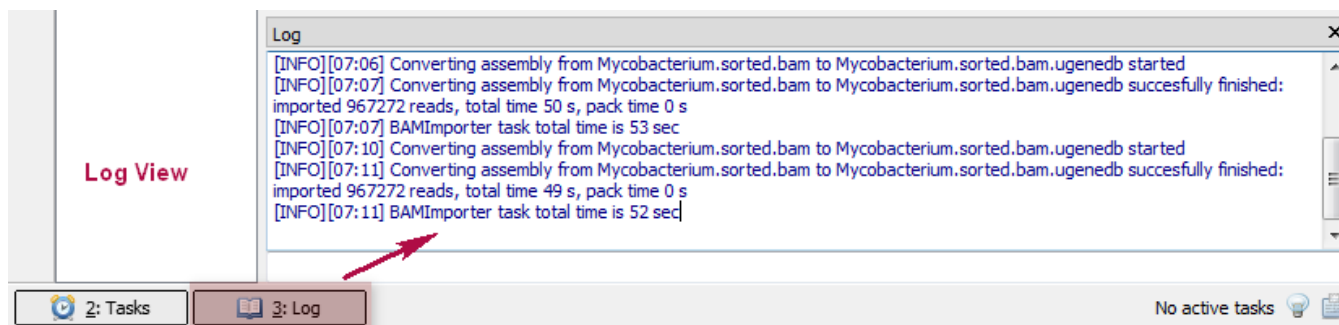 Log
[INFO][07:06] Converting assembly from Mycobacterium.sorted.bam to Mycobacterium.sorted.bam.ugenedb started
[INFO][07:07] Converting assembly from Mycobacterium.sorted.bam to Mycobacterium.sorted.bam.ugenedb succesfully finished:
imported 967272 reads, total time 50 s, pack time 0 s
[INFO][07:07] BAMImporter task total time is 53 sec
[INFO][07:10] Converting assembly from Mycobacterium.sorted.bam to Mycobacterium.sorted.bam.ugenedb started
[INFO][07:11] Converting assembly from Mycobacterium.sorted.bam to Mycobacterium.sorted.bam.ugenedb succesfully finished:
imported 967272 reads, total time 49 s, pack time 0 s
[INFO][07:11] BAMImporter task total time is 52 sec
Log View
2: Tasks
3: Log
No active tasks